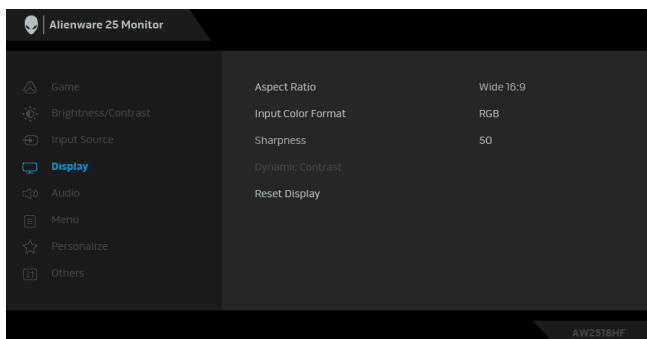 Alienware 25 Monitor
Game
Brightness/Contrast
Input Source
Display
Audio
Menu
Personalize
Others
Aspect Ratio Wide 16:9
Input Color Format RGB
Sharpness 50
Dynamic Contrast
Reset Display
AW2518HF